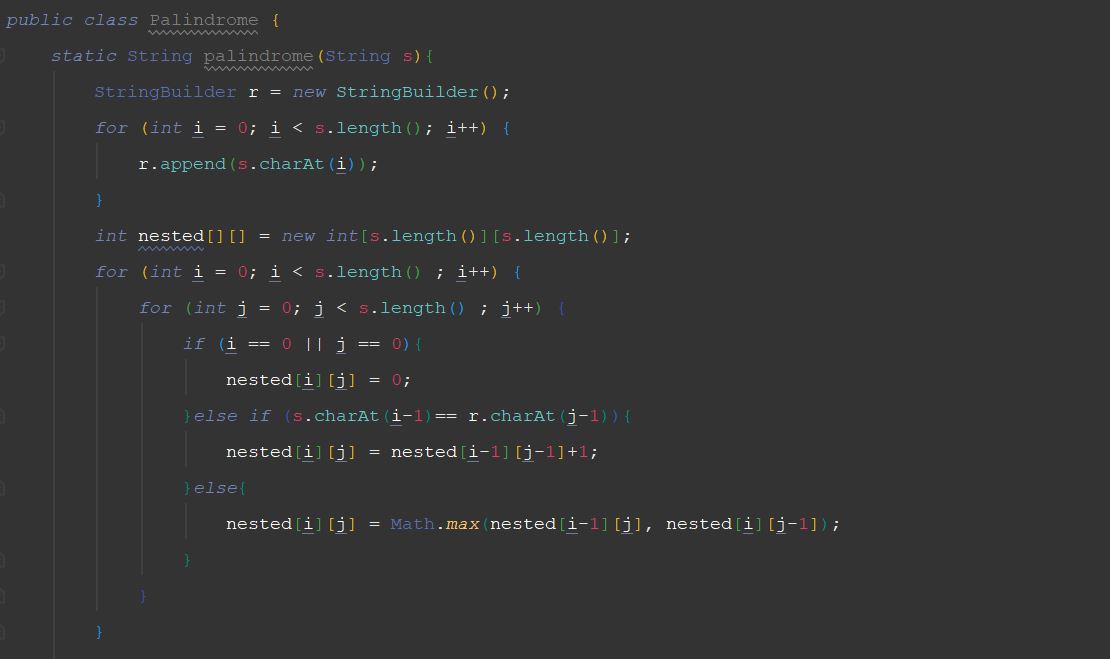 public class Palindrome {
static String palindrome(String s){
StringBuilder r = new StringBuilder();
for (int i = 0; i < s.length(); i++) {
r.append(s.charAt(i));
}
int nested[][] = new int[s.length()][s.length()];
for (int i = 0; i < s.length() ; i++) {
for (int j = 0; j < s.length() ; j++) {
if (i == 0 || j == 0){
nested[i][j] = 0;
}else if (s.charAt(i-1)== r.charAt(j-1)){
nested[i][j] = nested[i-1][j-1]+1;
}else{
nested[i][j] = Math.max(nested[i-1][j], nested[i][j-1]);
}
}
}